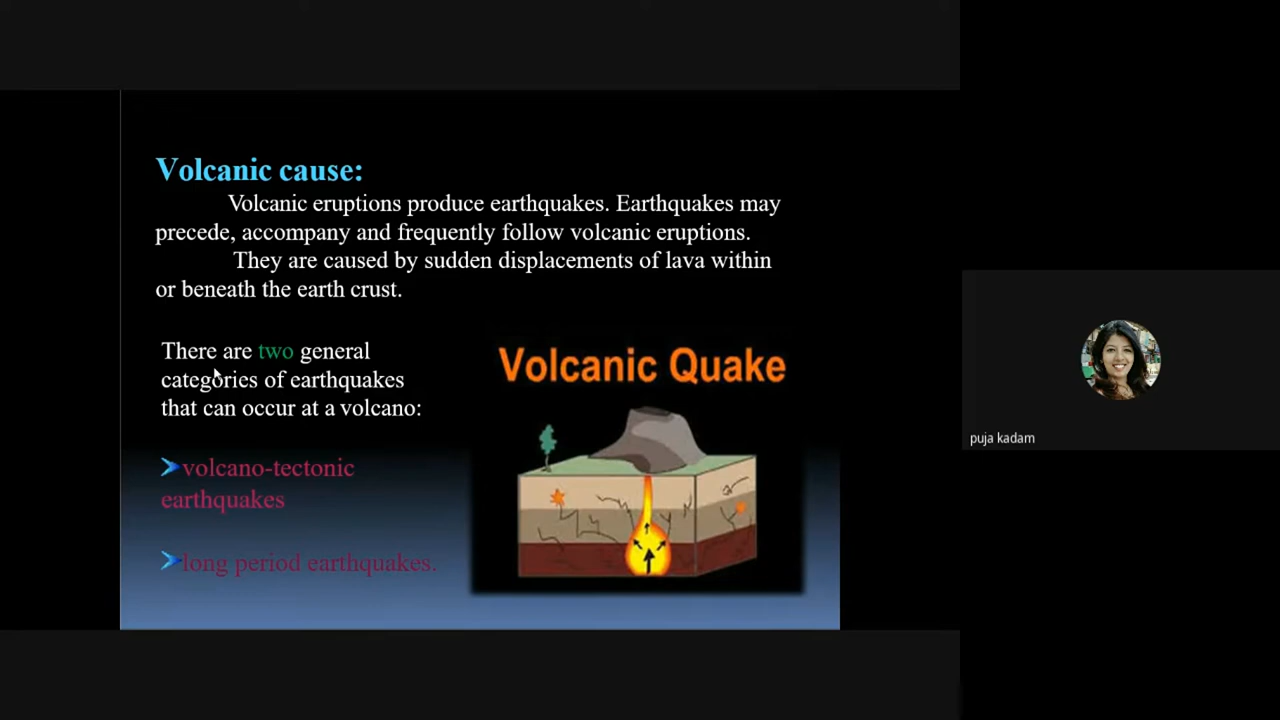 Volcanic cause:
Volcanic eruptions produce earthquakes. Earthquakes may
precede, accompany and frequently follow volcanic eruptions.
They are caused by sudden displacements of lava within
or beneath the earth crust.
There are two general
categories of earthquakes
that can occur at a volcano:
volcano-tectonic
earthquakes
long period earthquakes.
Volcanic Quake
puja kadam